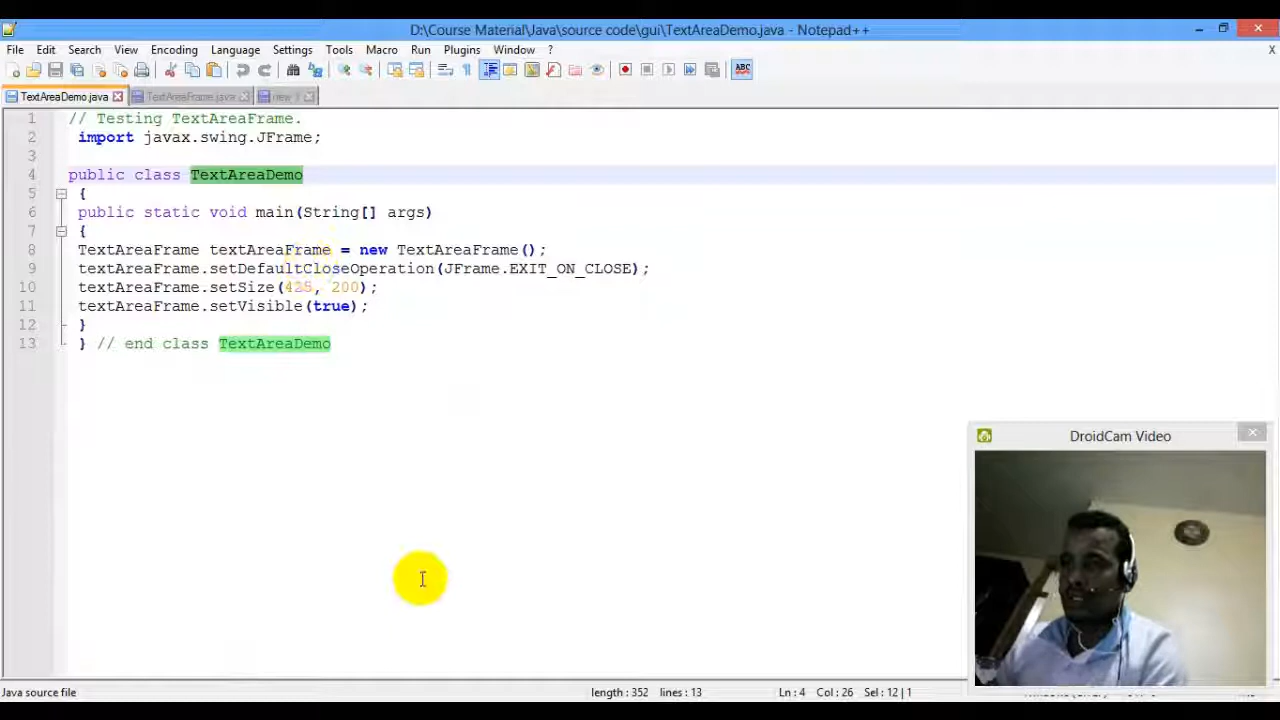 D:\Course Material\Java\source code\gui\TextAreaDemo.java - Notepad++
File Edit Search View Encoding Language Settings Tools Macro Run Plugins Window ? X
ABC
TextAreaDemo.java TextAreaFrame.java new
1 // Testing TextAreaFrame.
2 import javax.swing.JFrame;
3
4 public class TextAreaDemo
5 {
6 public static void main(String[] args)
7 {
8 TextAreaFrame textAreaFrame = new TextAreaFrame();
9 textAreaFrame.setDefaultCloseOperation(JFrame.EXIT_ON_CLOSE);
10 textAreaFrame.setSize(425, 200);
11 textAreaFrame.setVisible(true);
12 }
13 } // end class TextAreaDemo
DroidCam Video
Java source file length : 352 lines : 13 Ln : 4 Col : 26 Sel : 12 | 1